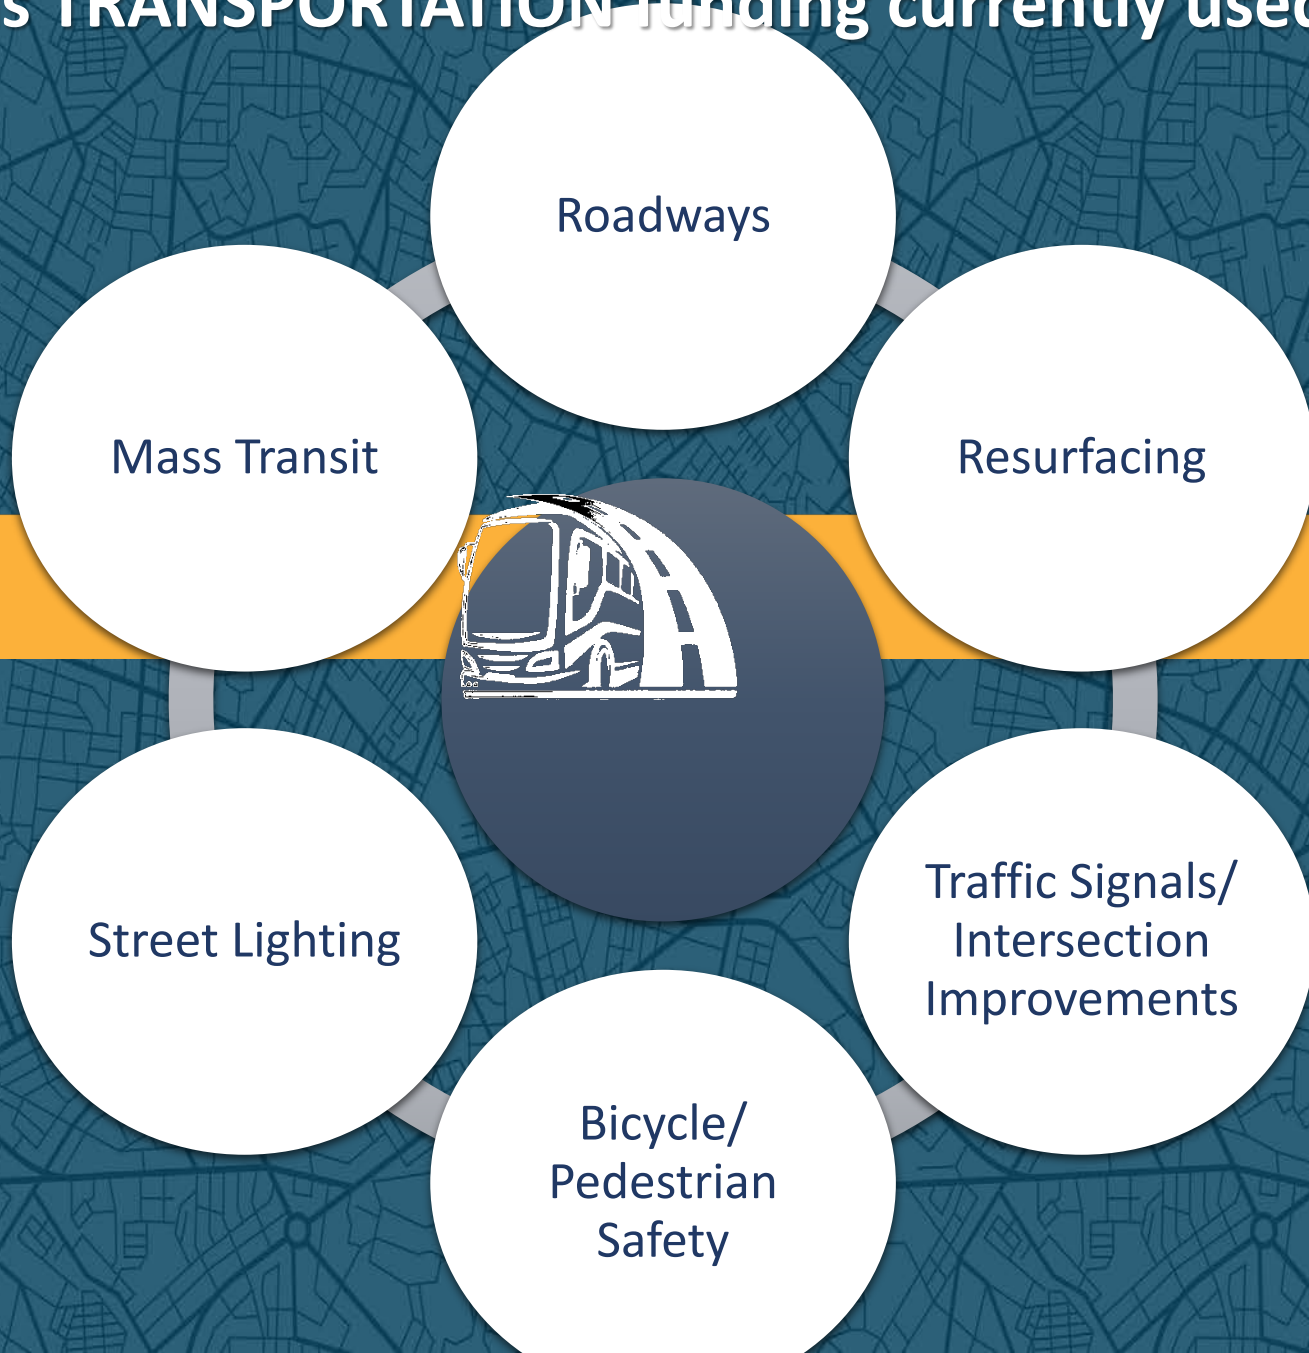 s TRANSPORTATION funding currently used
Roadways
Mass Transit
Resurfacing
Street Lighting
Traffic Signals/
Intersection
Improvements
Bicycle/
Pedestrian
Safety